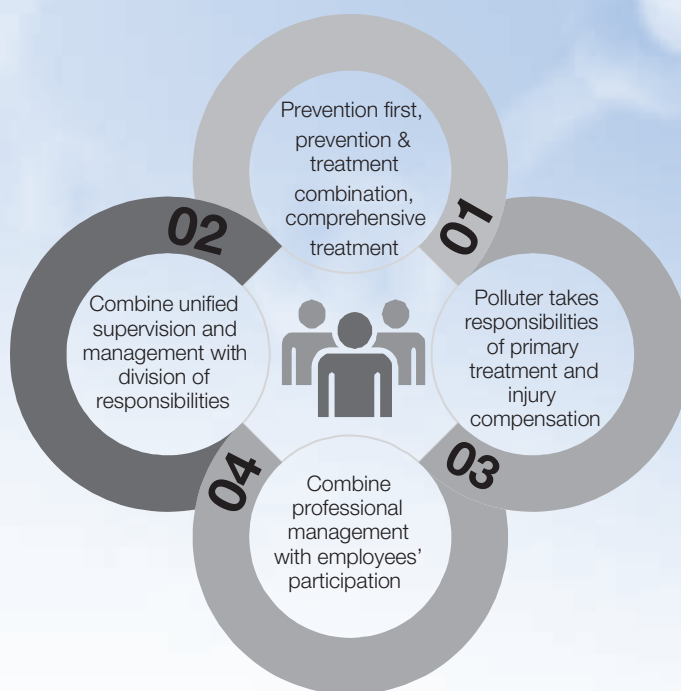 Prevention first,
prevention &
treatment
combination,
comprehensive
treatment
01
02
Combine unified
supervision and
management with
division of
responsibilities
Polluter takes
responsibilities
of primary
treatment and
injury
compensation
03
04
Combine
professional
management
with employees’
participation